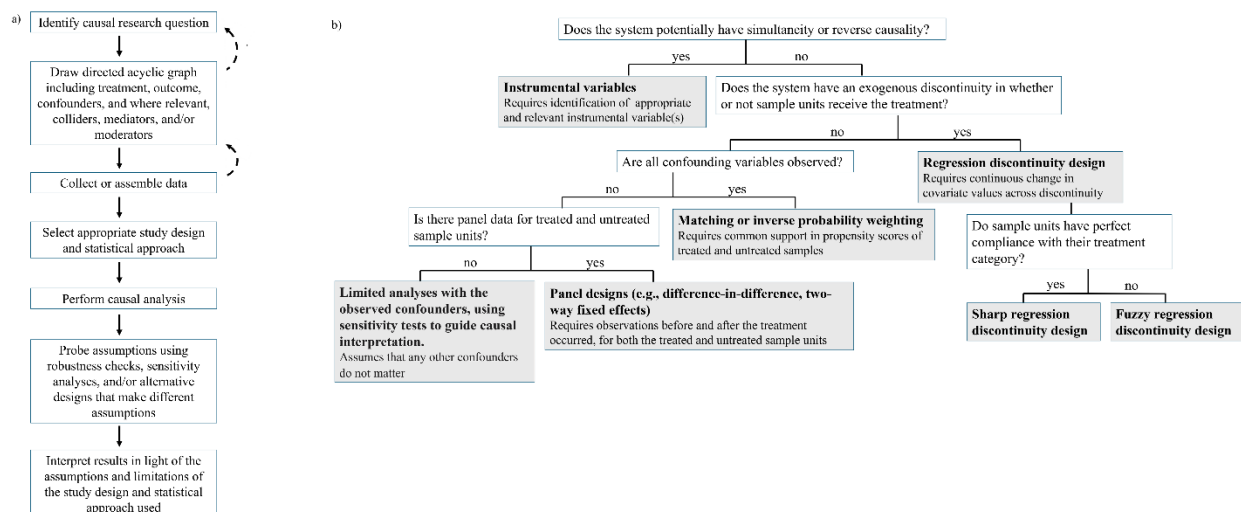 a)
Identify causal research question
Draw directed acyclic graph
including treatment, outcome,
confounders, and where relevant,
colliders, mediators, and/or
moderators
Collect or assemble data
Select appropriate study design
and statistical approach
Perform causal analysis
Probe assumptions using
robustness checks, sensitivity
analyses, and/or alternative
designs that make different
assumptions
Interpret results in light of the
assumptions and limitations of
the study design and statistical
approach used
b)
Does the system potentially have simultaneity or reverse causality?
yes
no
Instrumental variables
Requires identification of appropriate
and relevant instrumental variable(s)
Does the system have an exogenous discontinuity in whether
or not sample units receive the treatment?
no
yes
Are all confounding variables observed?
Regression discontinuity design
Requires continuous change in
covariate values across discontinuity
no
yes
Is there panel data for treated and untreated
sample units?
Matching or inverse probability weighting
Requires common support in propensity scores of
treated and untreated samples
Do sample units have perfect
compliance with their treatment
category?
no
yes
yes
no
Limited analyses with the
observed confounders, using
sensitivity tests to guide causal
interpretation.
Assumes that any other confounders
do not matter
Panel designs (e.g., difference-in-difference, two-
way fixed effects)
Requires observations before and after the treatment
occurred, for both the treated and untreated sample units
Sharp regression
discontinuity design
Fuzzy regression
discontinuity design